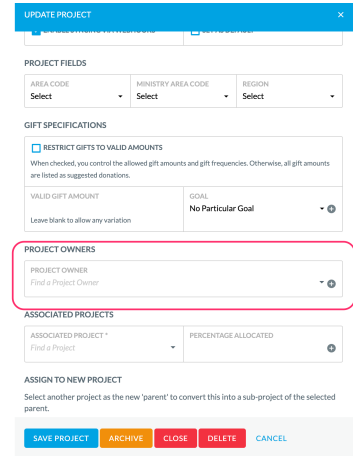 UPDATE PROJECT ×
ENABLE SYNCING VIA WEBHOOKS
PROJECT FIELDS
AREA CODE MINISTRY AREA CODE REGION
Select Select Select
GIFT SPECIFICATIONS
RESTRICT GIFTS TO VALID AMOUNTS
When checked, you control the allowed gift amounts and gift frequencies. Otherwise, all gift amounts
are listed as suggested donations.
VALID GIFT AMOUNT GOAL
No Particular Goal
Leave blank to allow any variation
PROJECT OWNERS
PROJECT OWNER
Find a Project Owner
ASSOCIATED PROJECTS
ASSOCIATED PROJECT * PERCENTAGE ALLOCATED
Find a Project
ASSIGN TO NEW PROJECT
Select another project as the new 'parent' to convert this into a sub-project of the selected
parent.
SAVE PROJECT ARCHIVE CLOSE DELETE CANCEL